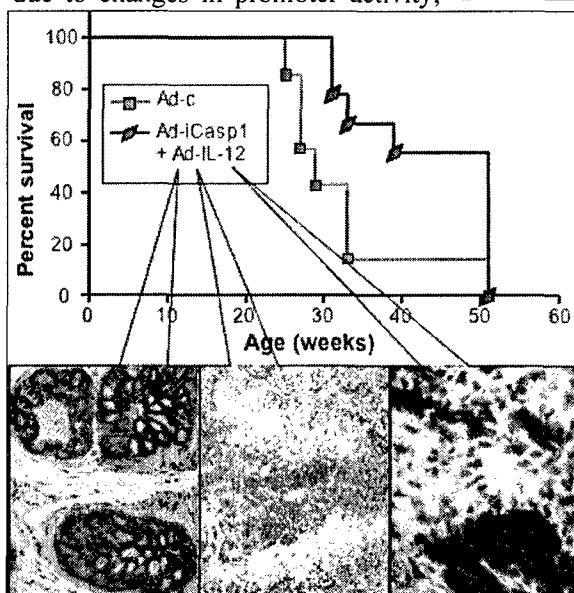 due to changes in promoter activity,
100
80
60
40
20
0
Percent survival
Ad-c
Ad-iCasp1
+ Ad-IL-12
0 10 20 30 40 50 60
Age (weeks)